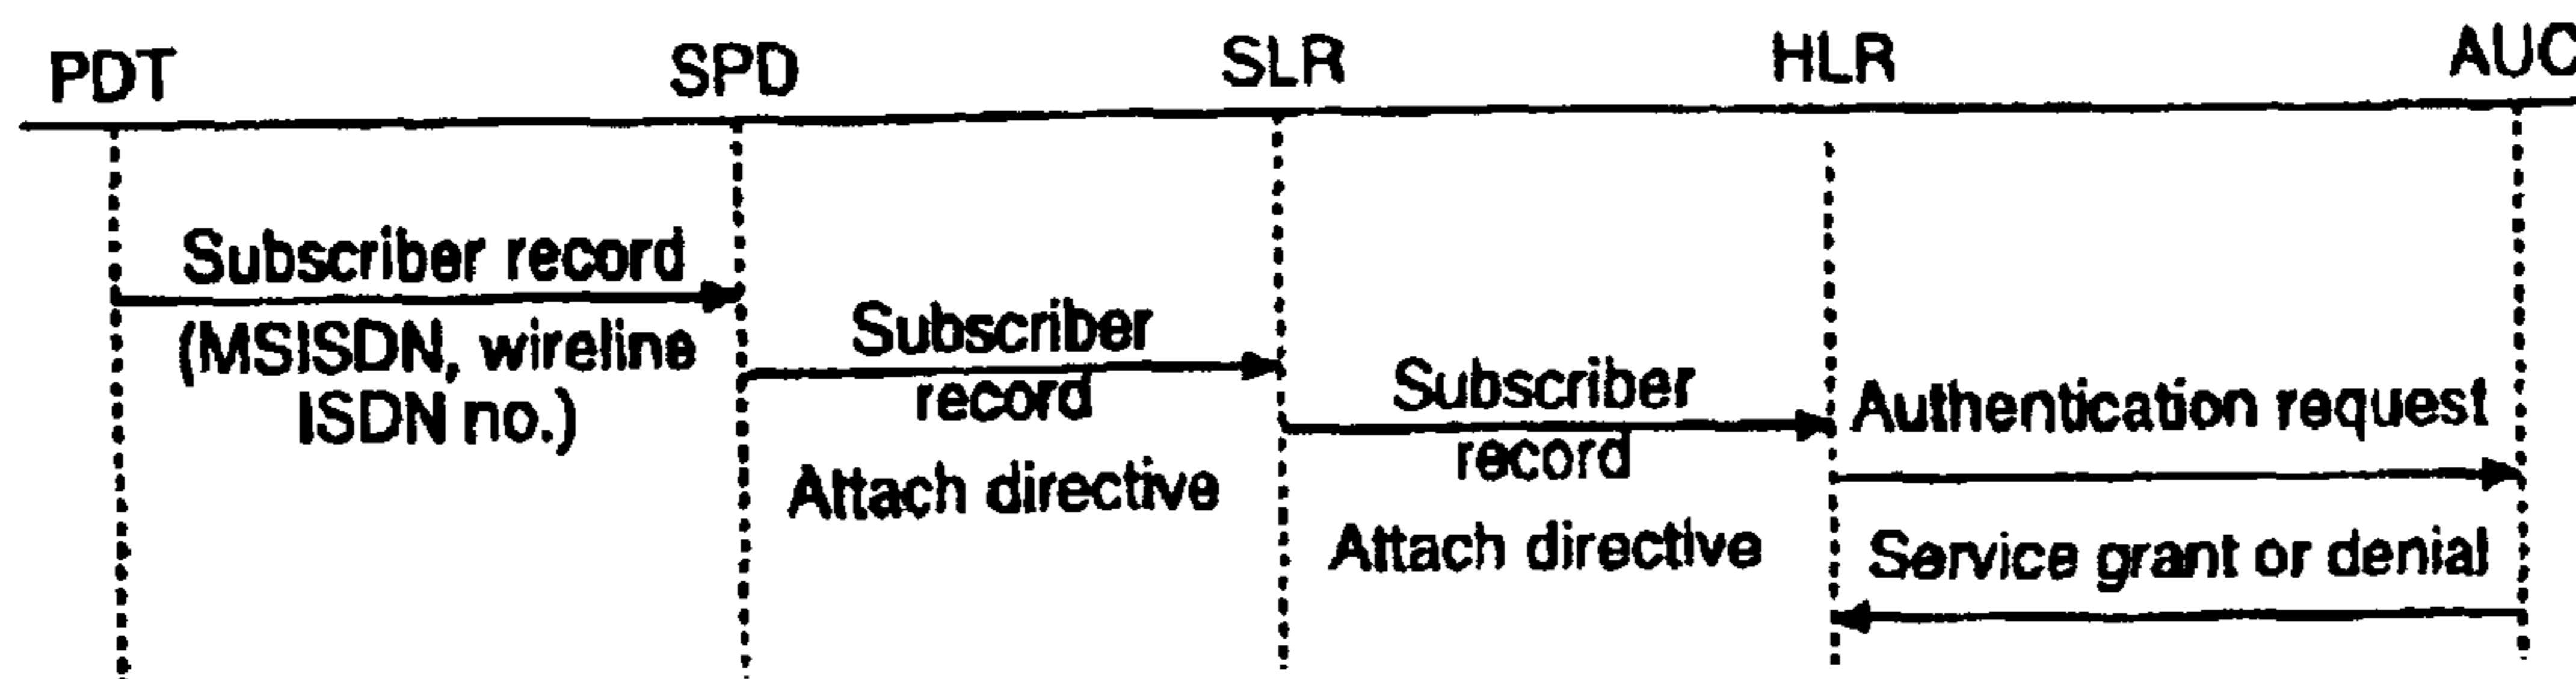 PDT SPD SLR HLR AUC
Subscriber record
(MSISDN, wireline
ISDN no.)
Subscriber
record
Attach directive
Subscriber
record
Attach directive
Authentication request
Service grant or denial